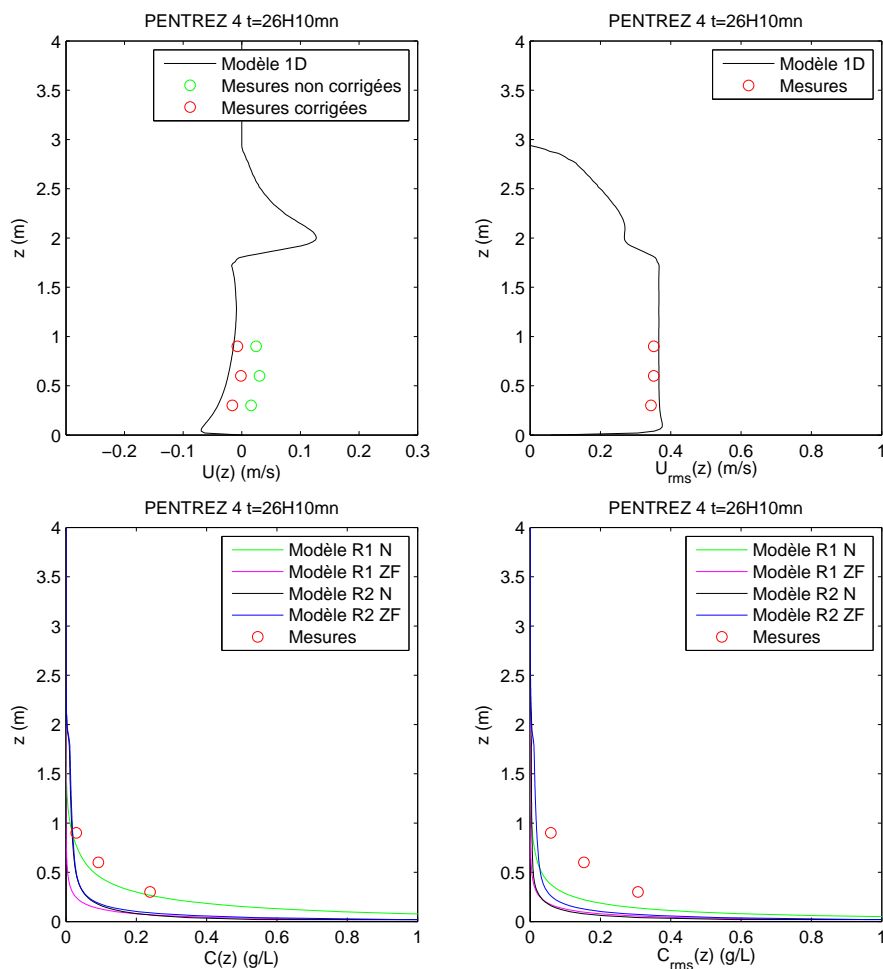 PENTREZ 4 t=26H10mn
4
3.5
3
2.5
2
1.5
1
0.5
0
z (m)
−0.2
−0.1
0
0.1
0.2
0.3
U(z) (m/s)
Modèle 1D
Mesures non corrigées
Mesures corrigées
PENTREZ 4 t=26H10mn
4
3.5
3
2.5
2
1.5
1
0.5
0
z (m)
0
0.2
0.4
0.6
0.8
1
U_rms(z) (m/s)
Modèle 1D
Mesures
PENTREZ 4 t=26H10mn
4
3.5
3
2.5
2
1.5
1
0.5
0
z (m)
0
0.2
0.4
0.6
0.8
1
C(z) (g/L)
Modèle R1 N
Modèle R1 ZF
Modèle R2 N
Modèle R2 ZF
Mesures
PENTREZ 4 t=26H10mn
4
3.5
3
2.5
2
1.5
1
0.5
0
z (m)
0
0.2
0.4
0.6
0.8
1
C_rms(z) (g/L)
Modèle R1 N
Modèle R1 ZF
Modèle R2 N
Modèle R2 ZF
Mesures